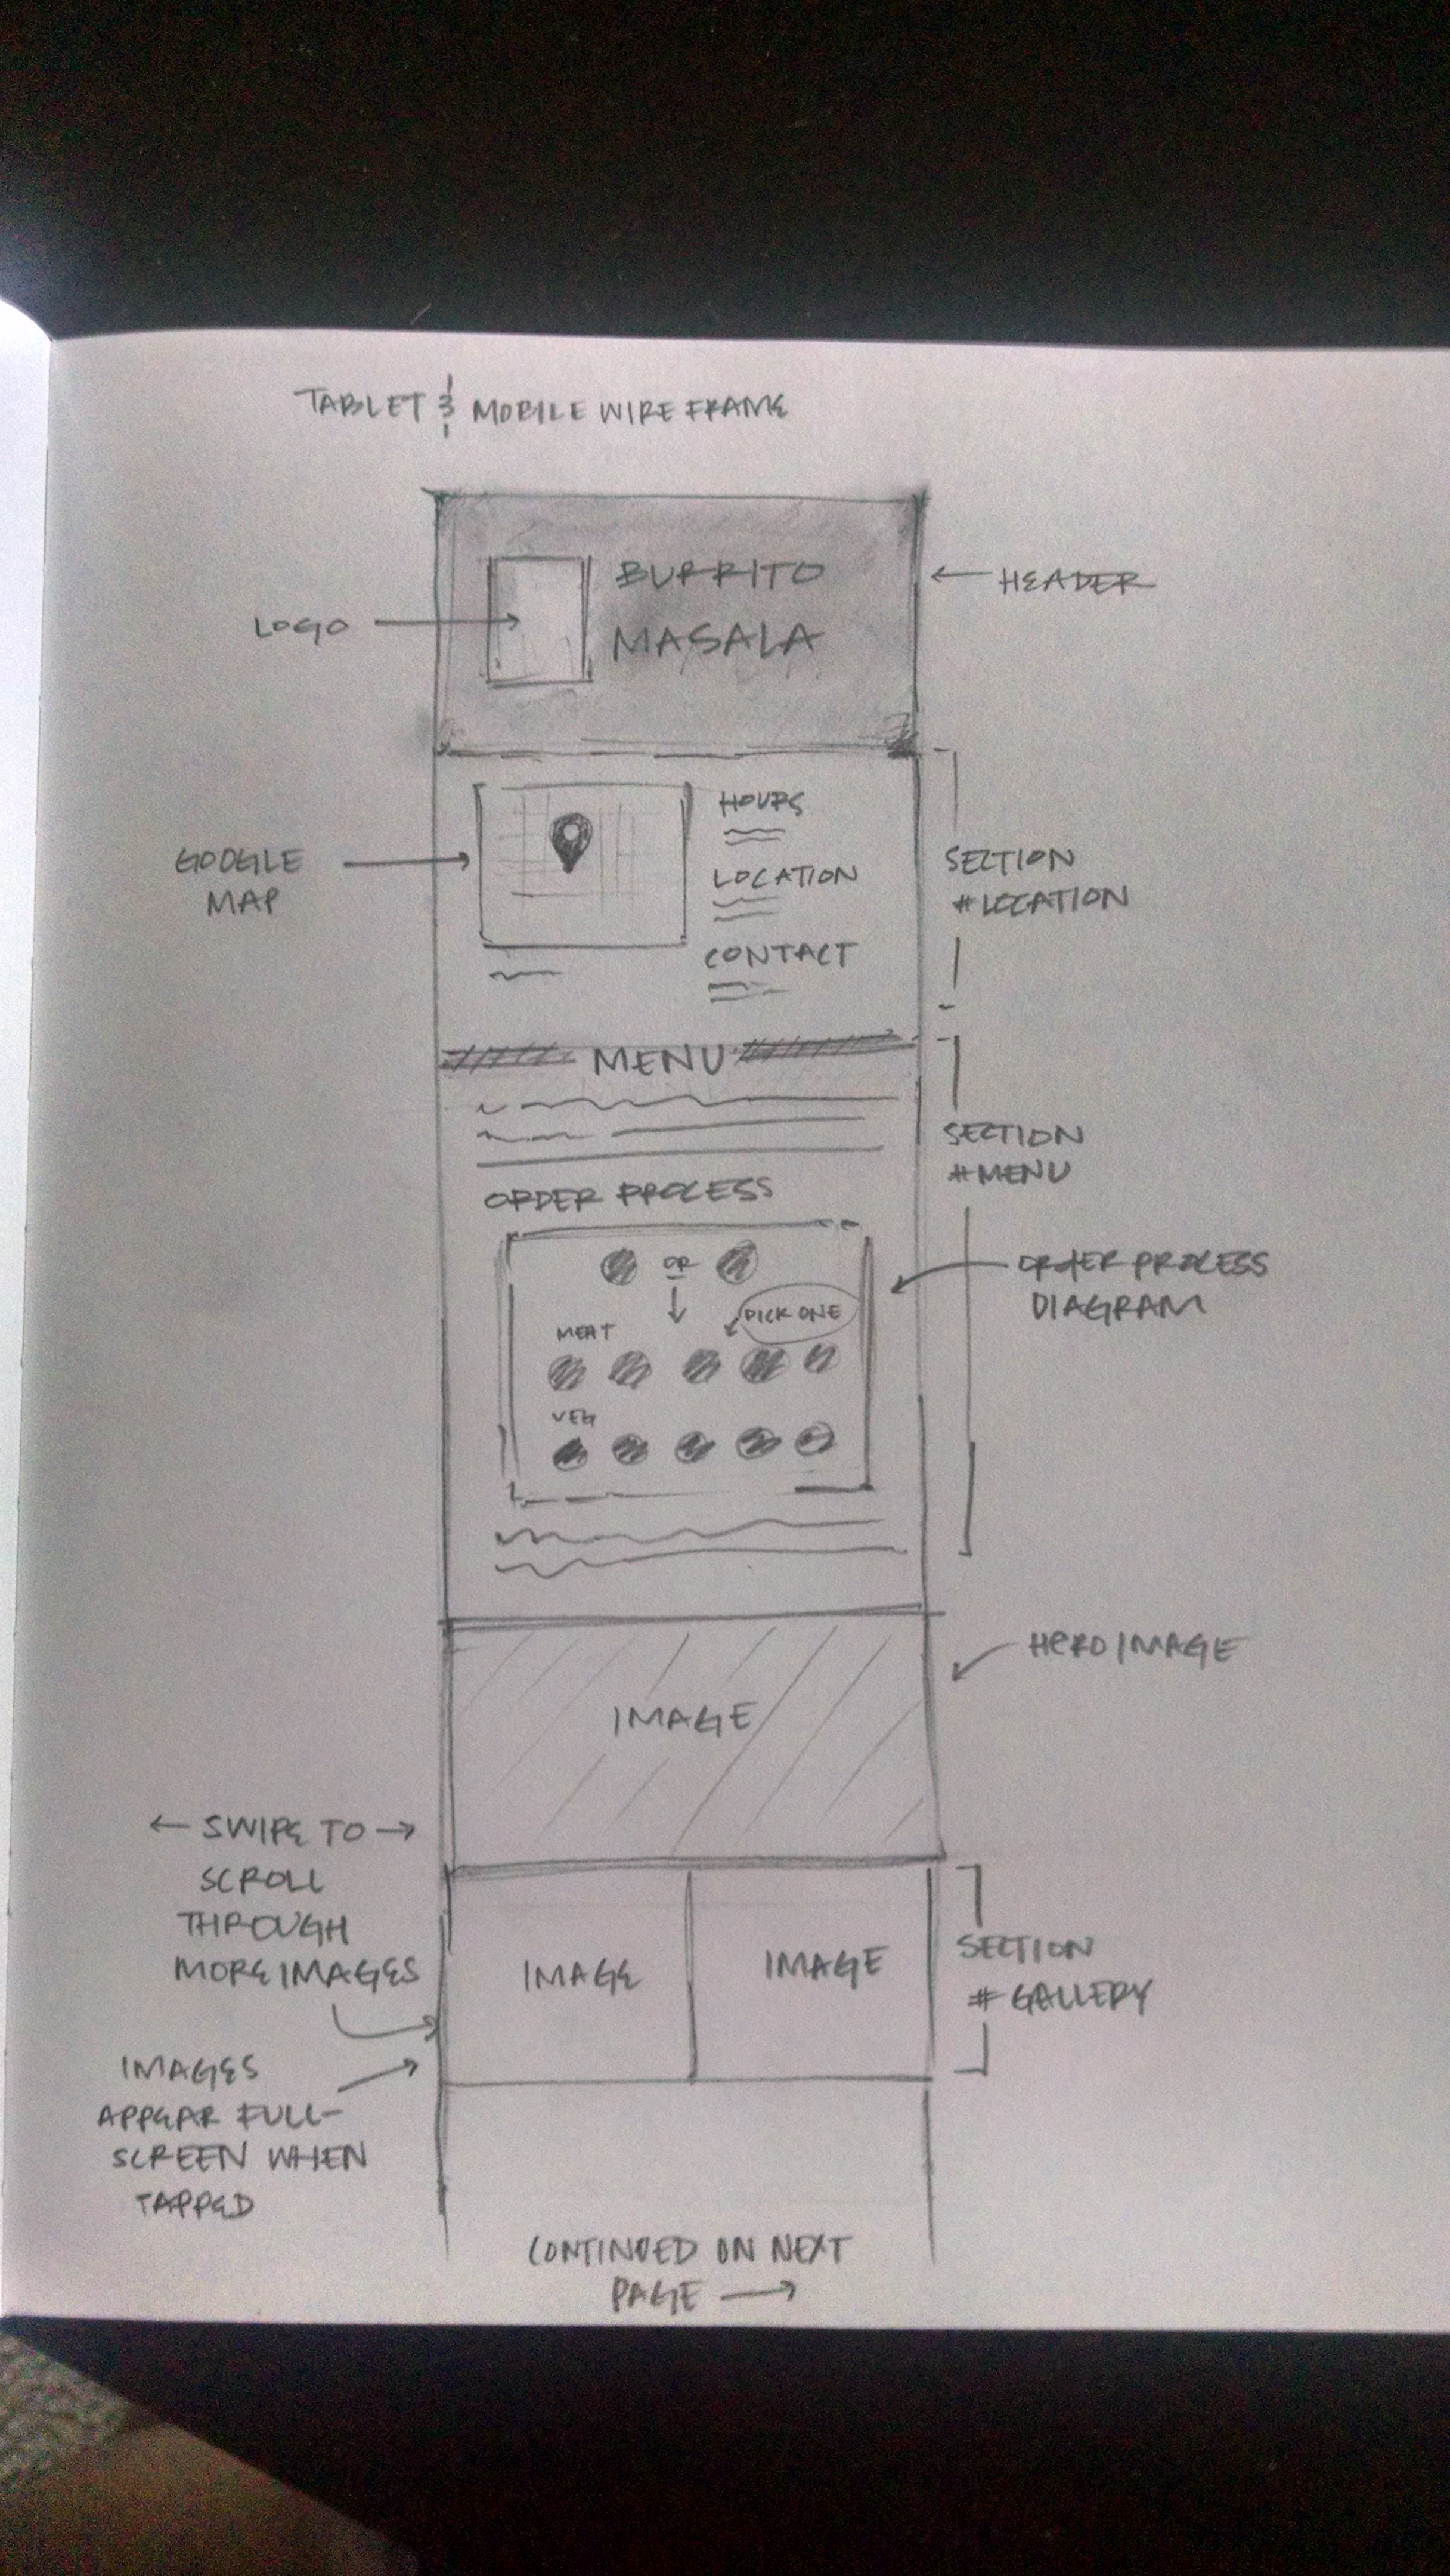 TABLET & MOBILE WIREFRAME
BURRITO
MASALA
← HEADER
LOGO
HOURS
LOCATION
CONTACT
GOOGLE
MAP
SECTION
#LOCATION
MENU
SECTION
#MENU
ORDER PROCESS
OR
PICK ONE
MEAT
VEG
ORDER PROCESS
DIAGRAM
HERO IMAGE
IMAGE
← SWIPE TO →
SCROLL
THROUGH
MORE IMAGES
IMAGE
IMAGE
SECTION
#GALLERY
IMAGES
APPEAR FULL-
SCREEN WHEN
TAPPED
CONTINUED ON NEXT
PAGE →